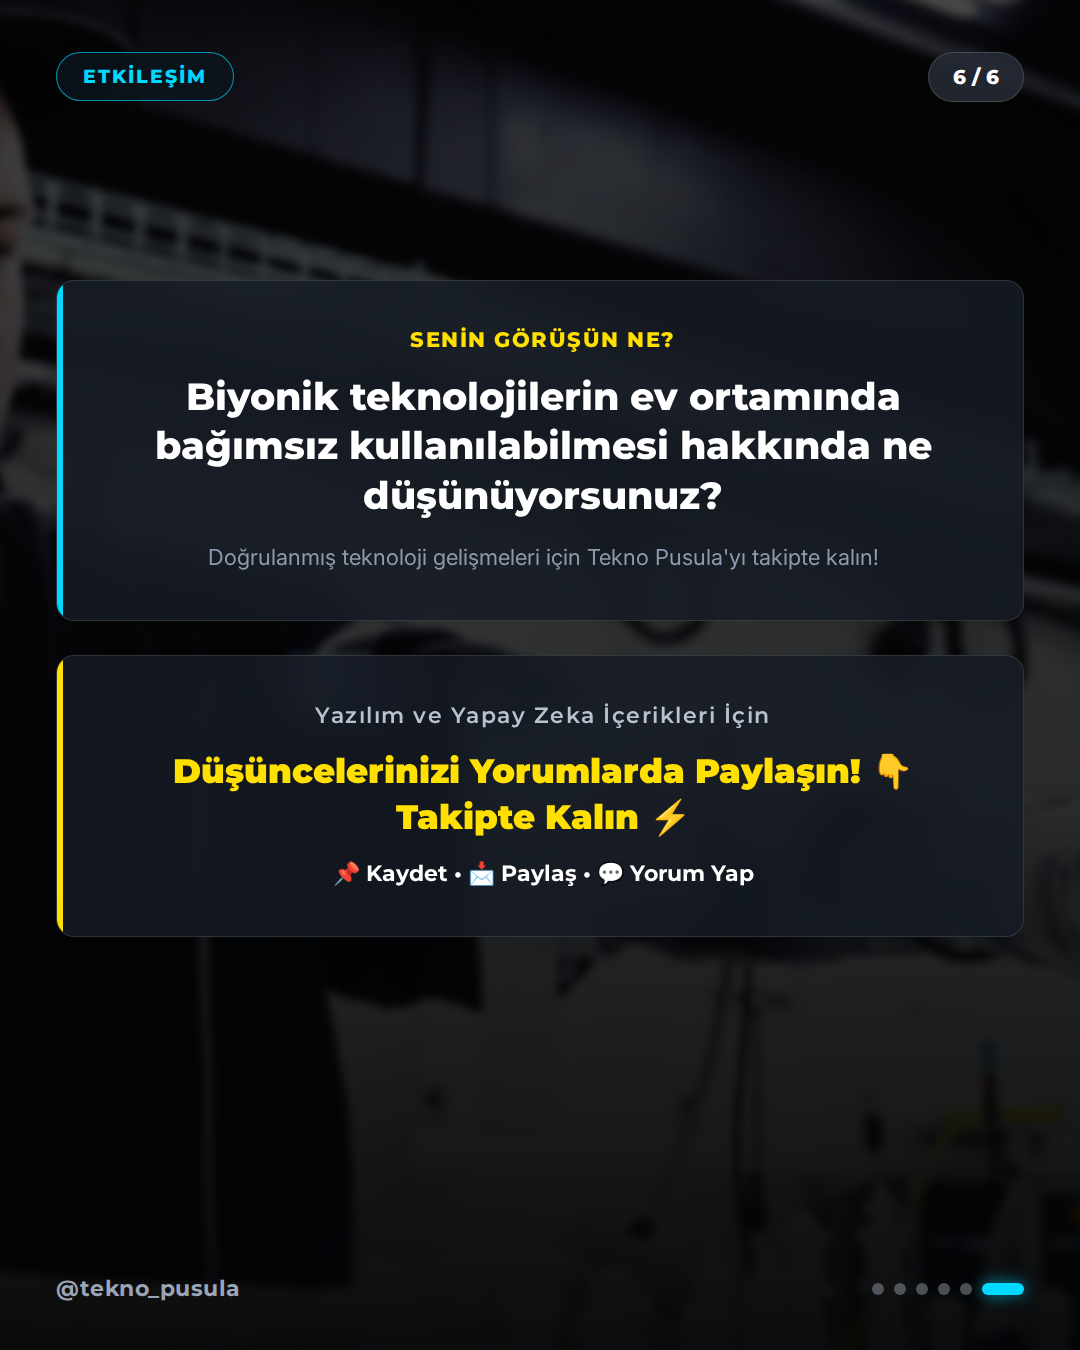 ETKİLEŞİM
6 / 6
SENİN GÖRÜŞÜN NE?
Biyonik teknolojilerin ev ortamında
bağımsız kullanılabilmesi hakkında ne
düşünüyorsunuz?
Doğrulanmış teknoloji gelişmeleri için Tekno Pusula'yı takipte kalın!
Yazılım ve Yapay Zeka İçerikleri İçin
Düşüncelerinizi Yorumlarda Paylaşın! 👇
Takipte Kalın ⚡
📌 Kaydet • 📩 Paylaş • 💬 Yorum Yap
@tekno_pusula